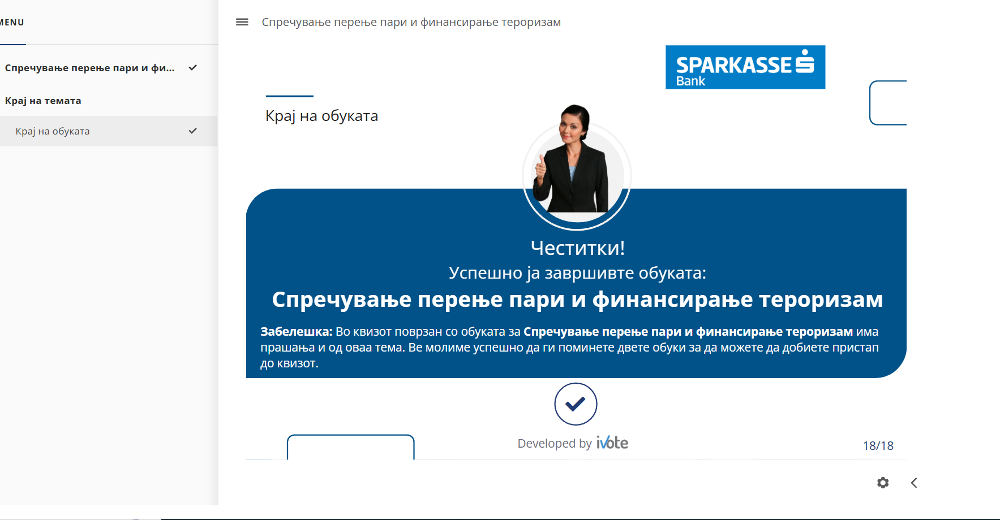 MENU
Спречување перење пари и фи...
Крај на темата
Крај на обуката
Спречување перење пари и финансирање тероризам
SPARKASSE
Bank
Крај на обуката
Честитки!
Успешно ја завршивте обуката:
Спречување перење пари и финансирање тероризам
Забелешка: Во квизот поврзан со обуката за Спречување перење пари и финансирање тероризам има
прашања и од оваа тема. Ве молиме успешно да ги поминете двете обуки за да можете да добиете пристап
до квизот.
Developed by ivote
18/18